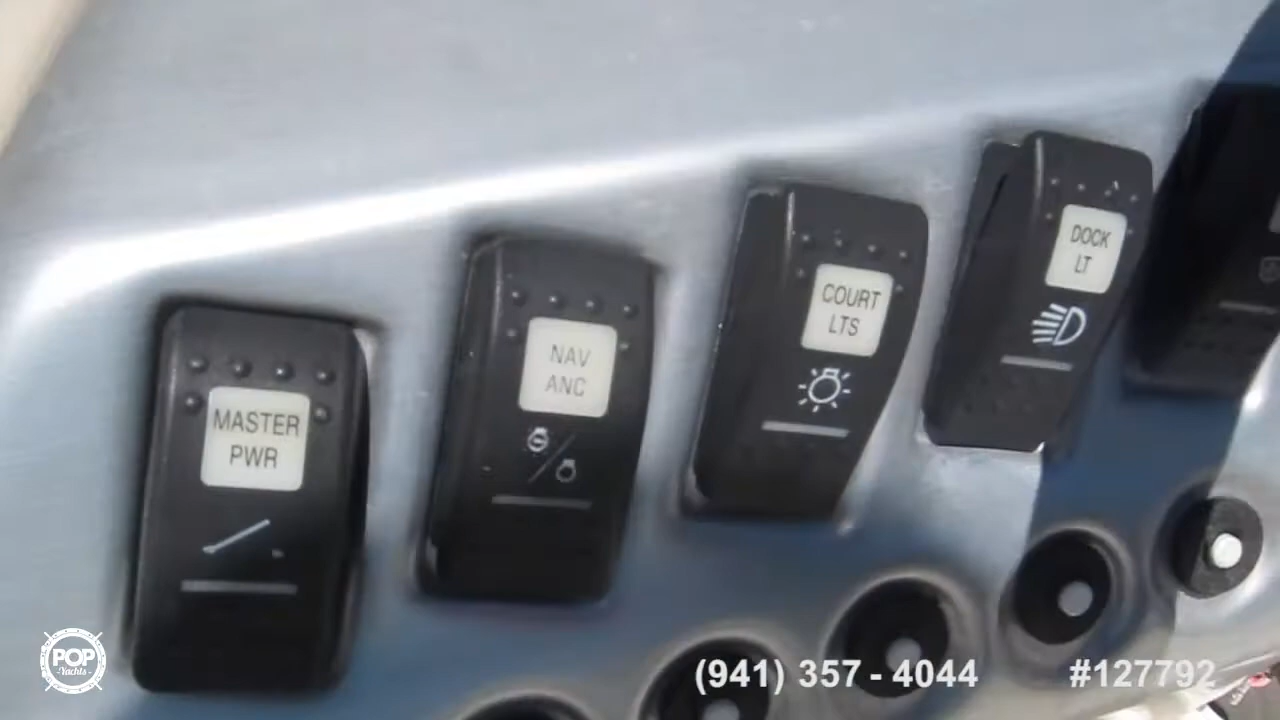 MASTER
PWR
NAV
ANC
COURT
LTS
DOCK
LT
POP
Yachts
(941) 357 - 4044
#127792